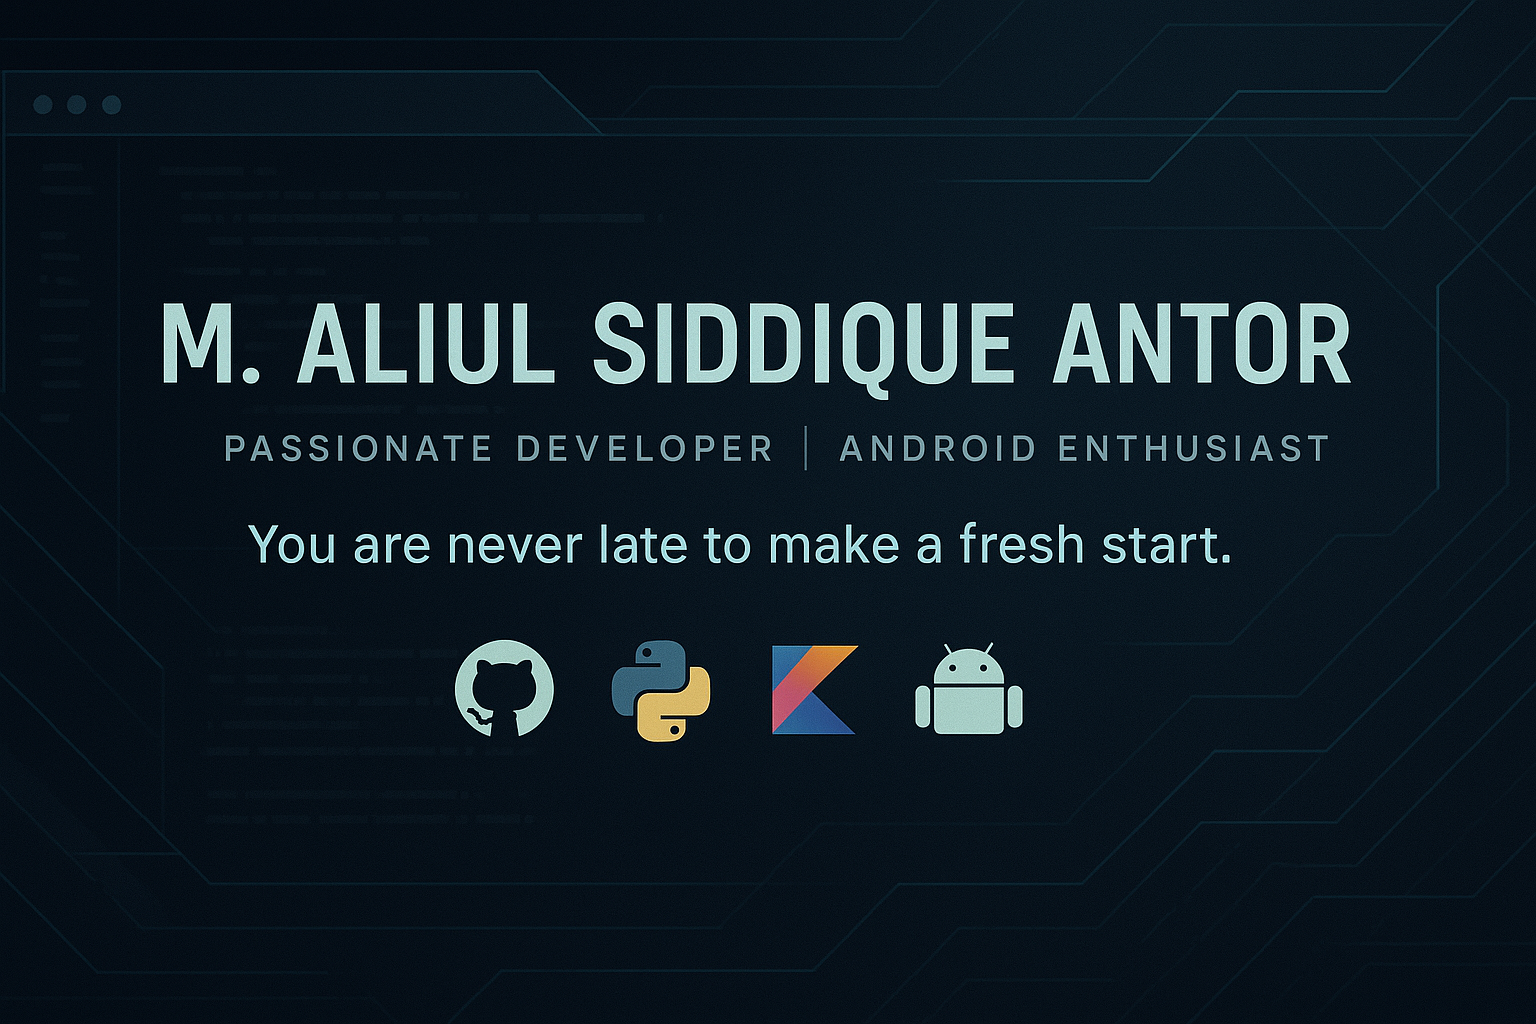 M. ALIUL SIDDIQUE ANTOR
PASSIONATE DEVELOPER | ANDROID ENTHUSIAST
You are never late to make a fresh start.